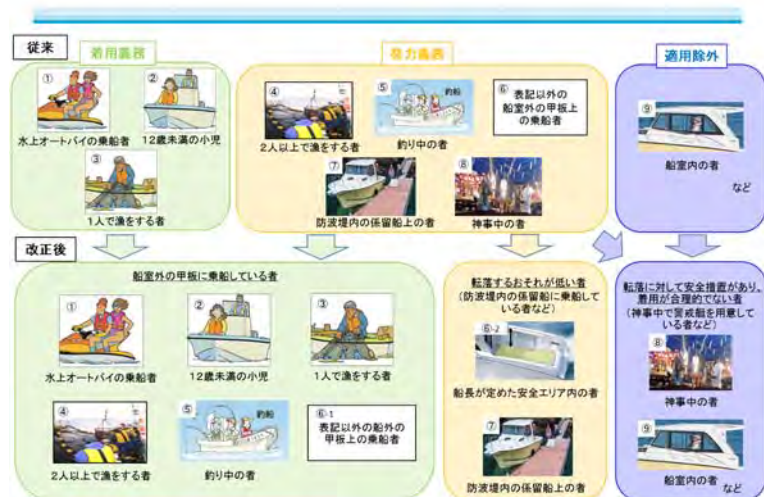 従来
着用義務
努力義務
適用除外
①
水上オートバイの乗船者
②
12歳未満の小児
③
1人で漁をする者
④
2人以上で漁をする者
⑤
釣船
釣り中の者
⑥
表記以外の
船室外の甲板上
の乗船者
⑦
防波堤内の係留船上の者
⑧
神事中の者
⑨
船室内の者
など
改正後
船室外の甲板に乗船している者
①
水上オートバイの乗船者
②
12歳未満の小児
③
1人で漁をする者
④
2人以上で漁をする者
⑤
釣船
釣り中の者
⑥-1
表記以外の船外の
甲板上の乗船者
転落するおそれが低い者
(防波堤内の係留船に乗船して
いる者など)
⑥-2
船長が定めた安全エリア内の者
⑦
防波堤内の係留船上の者
転落に対して安全措置があり、
着用が合理的でない者
(神事中で警戒艇を用意して
いる者など)
⑧
神事中の者
⑨
船室内の者
など